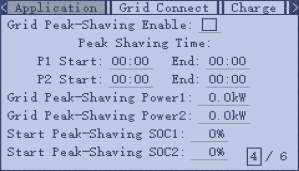 < Application Grid Connect Charge >
Grid Peak-Shaving Enable:
Peak Shaving Time:
P1 Start: 00:00 End: 00:00
P2 Start: 00:00 End: 00:00
Grid Peak-Shaving Power1: 0.0kW
Grid Peak-Shaving Power2: 0.0kW
Start Peak-Shaving SOC1: 0%
Start Peak-Shaving SOC2: 0%
4 / 6